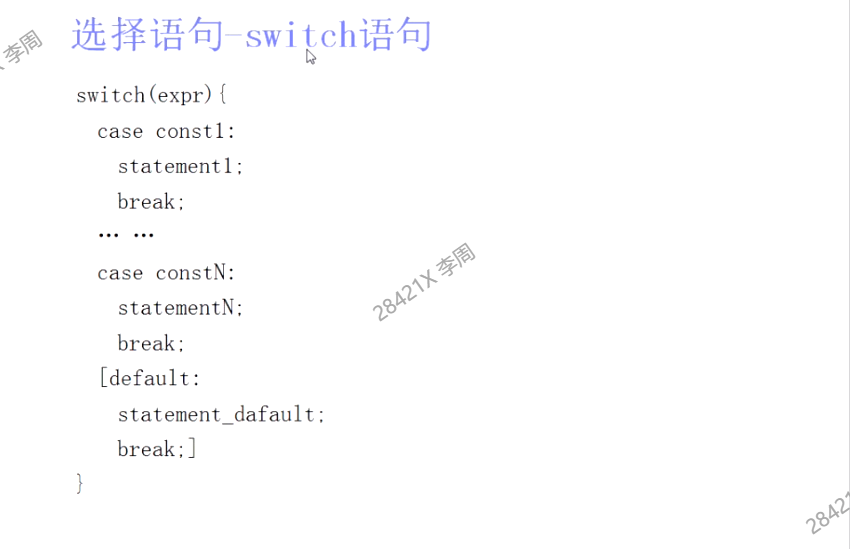 选择语句-switch语句
李周
switch(expr){
case const1:
statement1;
break;
… …
case constN:
28421X 李周
statementN;
break;
[default:
statement_dafault;
break;]
}
2842